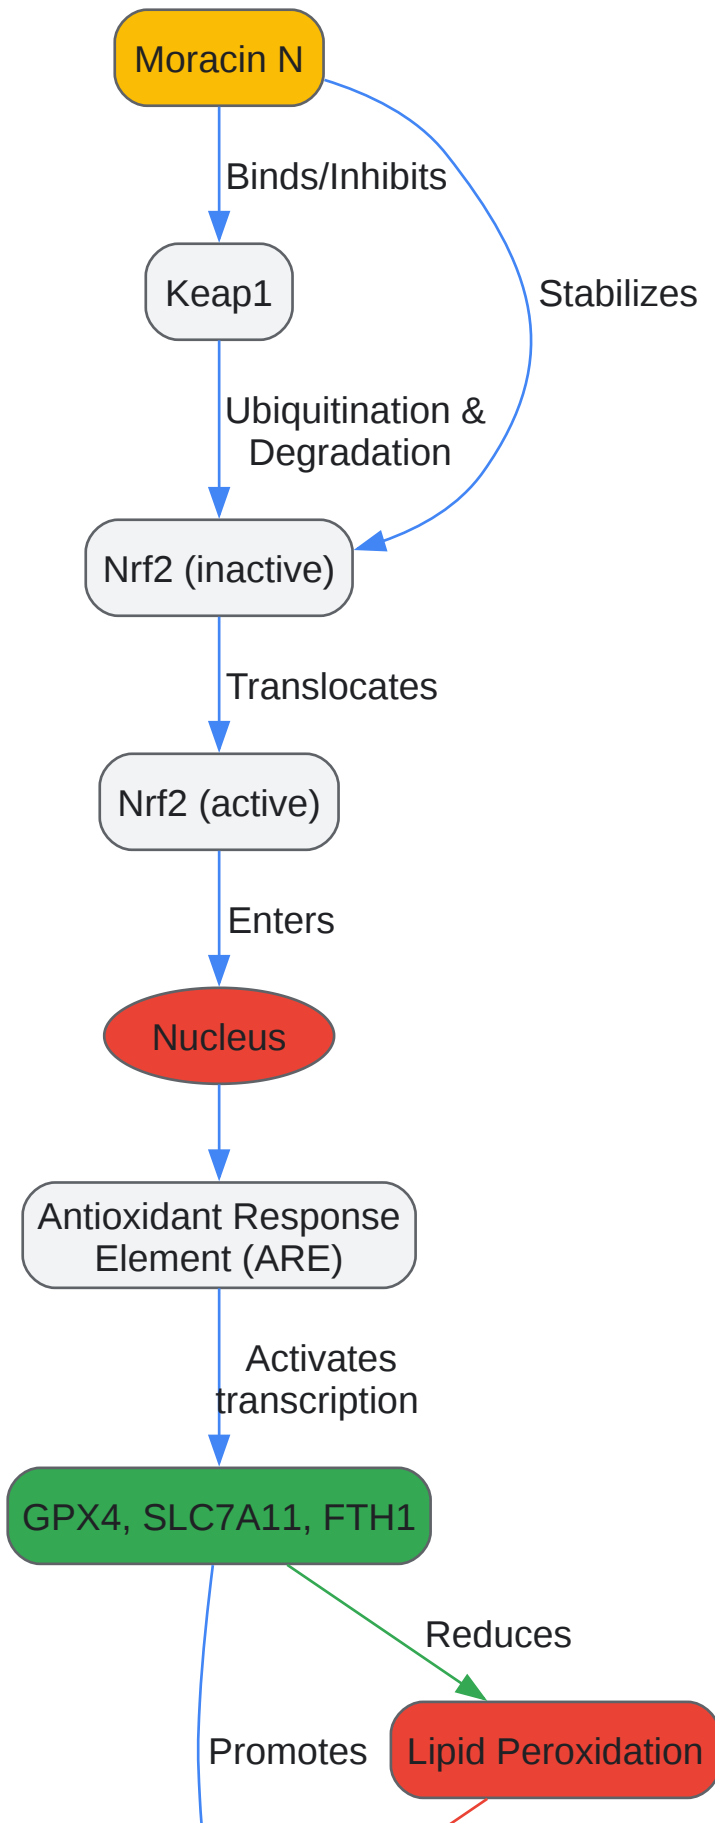 Moracin N
Binds/Inhibits
Keap1
Stabilizes
Ubiquitination &
Degradation
Nrf2 (inactive)
Translocates
Nrf2 (active)
Enters
Nucleus
Antioxidant Response
Element (ARE)
Activates
transcription
GPX4, SLC7A11, FTH1
Reduces
Promotes
Lipid Peroxidation